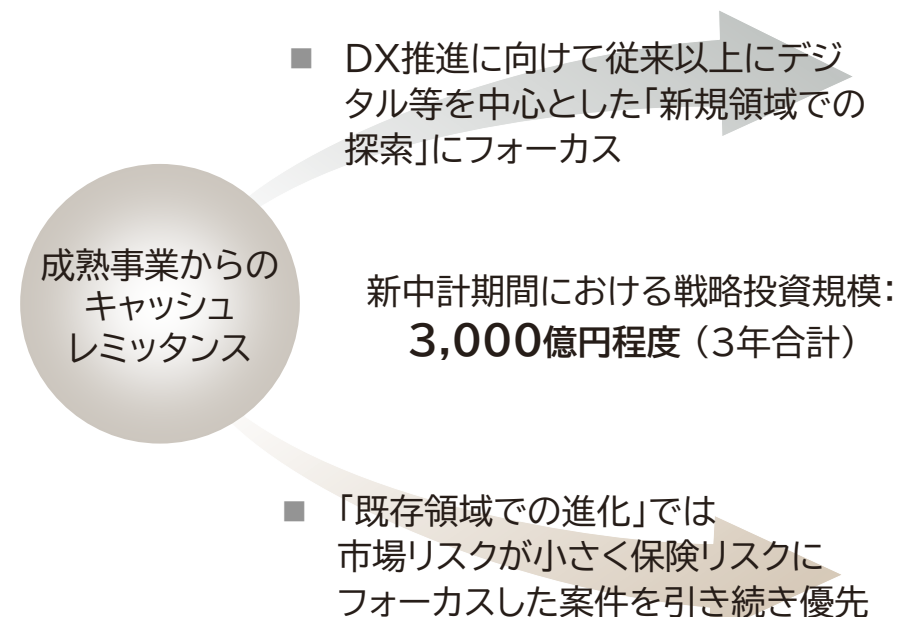 ■ DX推進に向けて従来以上にデジ
タル等を中心とした「新規領域での
探索」にフォーカス
成熟事業からの
キャッシュ
レミッタンス
新中計期間における戦略投資規模:
3,000億円程度（3年合計）
■ 「既存領域での進化」では
市場リスクが小さく保険リスクに
フォーカスした案件を引き続き優先